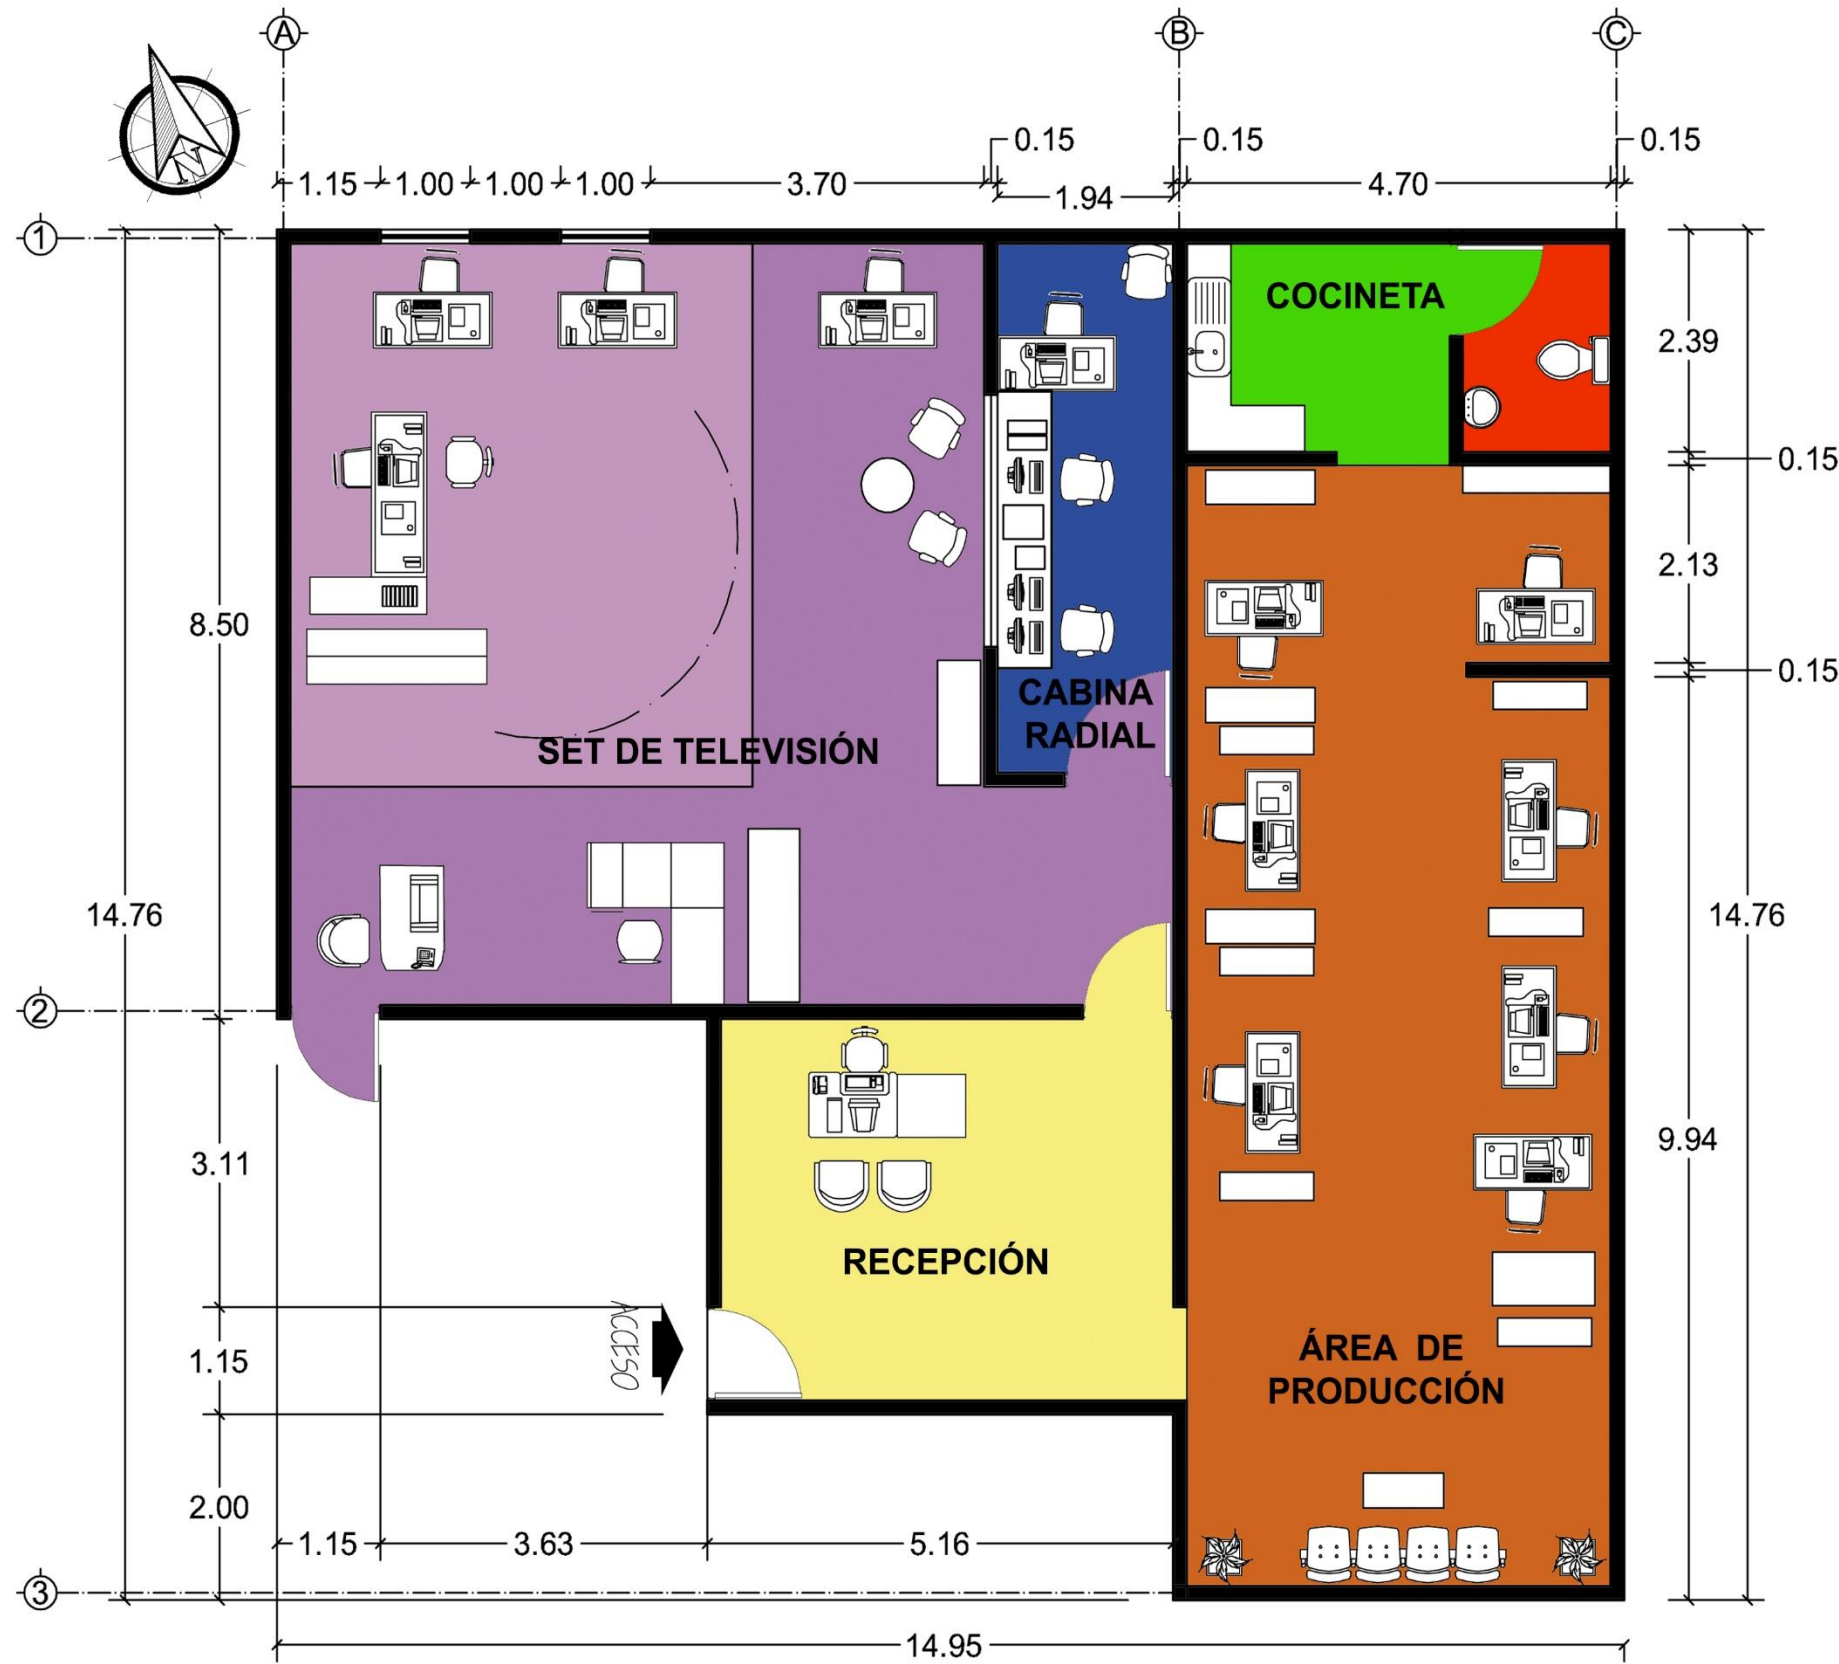 A B C
N
0.15 0.15 0.15
1.15 1.00 1.00 1.00 3.70 1.94 4.70
1
COCINETA
2.39
0.15
2.13
8.50
0.15
CABINA
RADIAL
SET DE TELEVISIÓN
14.76
14.76
2
9.94
3.11
RECEPCIÓN
ACCESO
1.15
ÁREA DE
PRODUCCIÓN
2.00
1.15 3.63 5.16
3
14.95